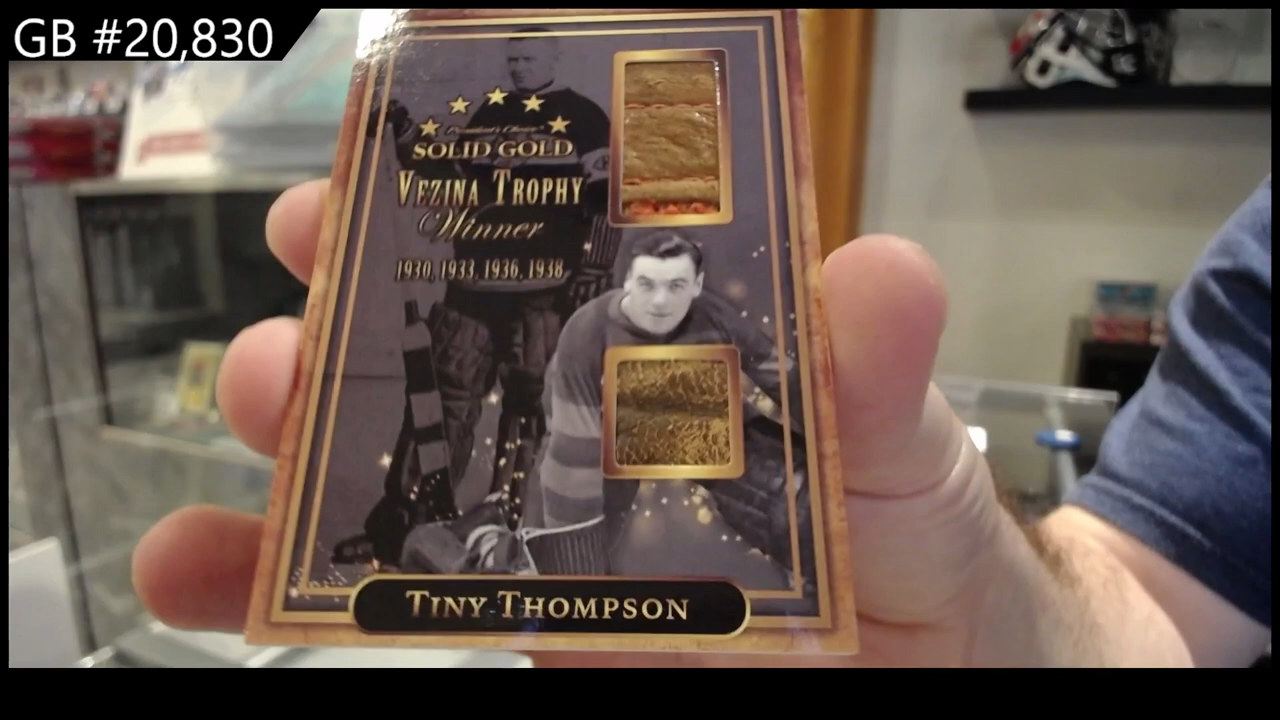 GB #20,830
President's Choice
SOLID GOLD
VEZINA TROPHY
Winner
1930, 1933, 1936, 1938
TINY THOMPSON